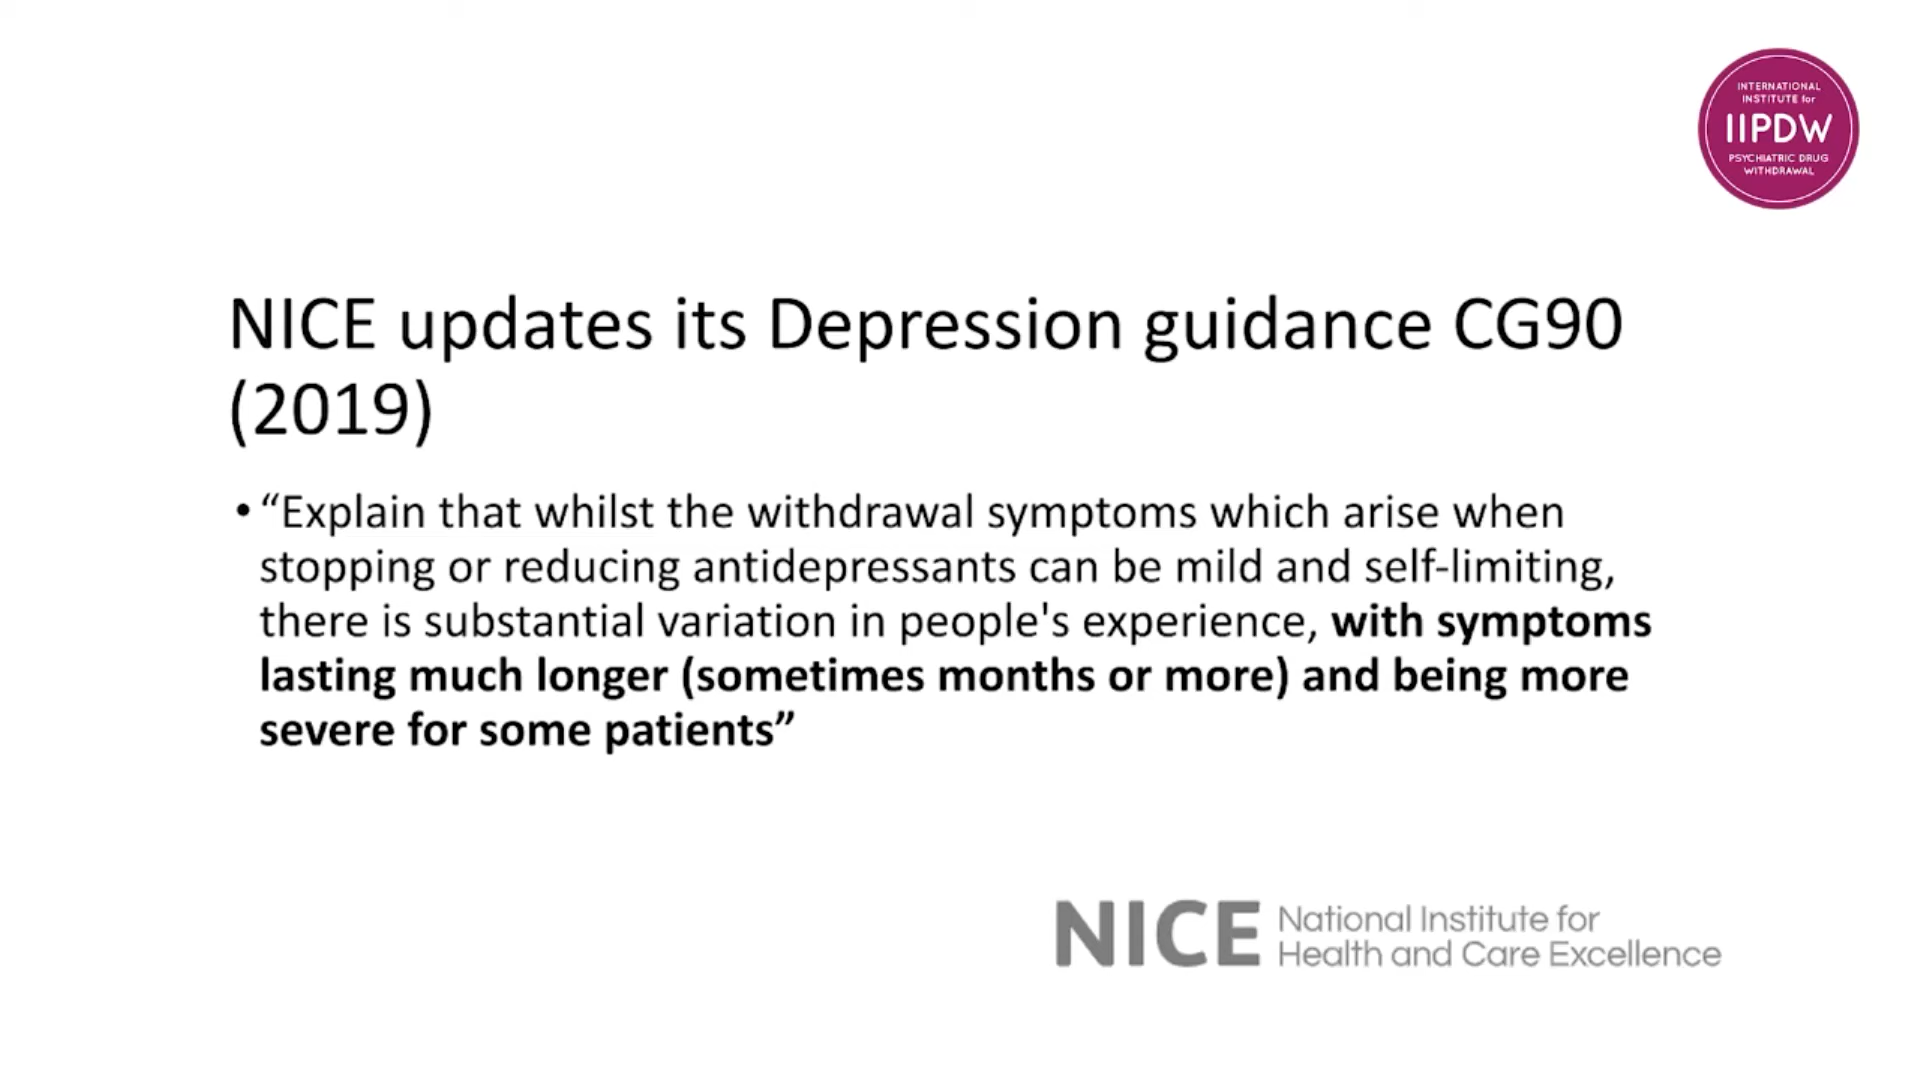 INTERNATIONAL
INSTITUTE for
IIPDW
PSYCHIATRIC DRUG
WITHDRAWAL
NICE updates its Depression guidance CG90
(2019)
• “Explain that whilst the withdrawal symptoms which arise when
stopping or reducing antidepressants can be mild and self-limiting,
there is substantial variation in people's experience, with symptoms
lasting much longer (sometimes months or more) and being more
severe for some patients”
NICE National Institute for
Health and Care Excellence